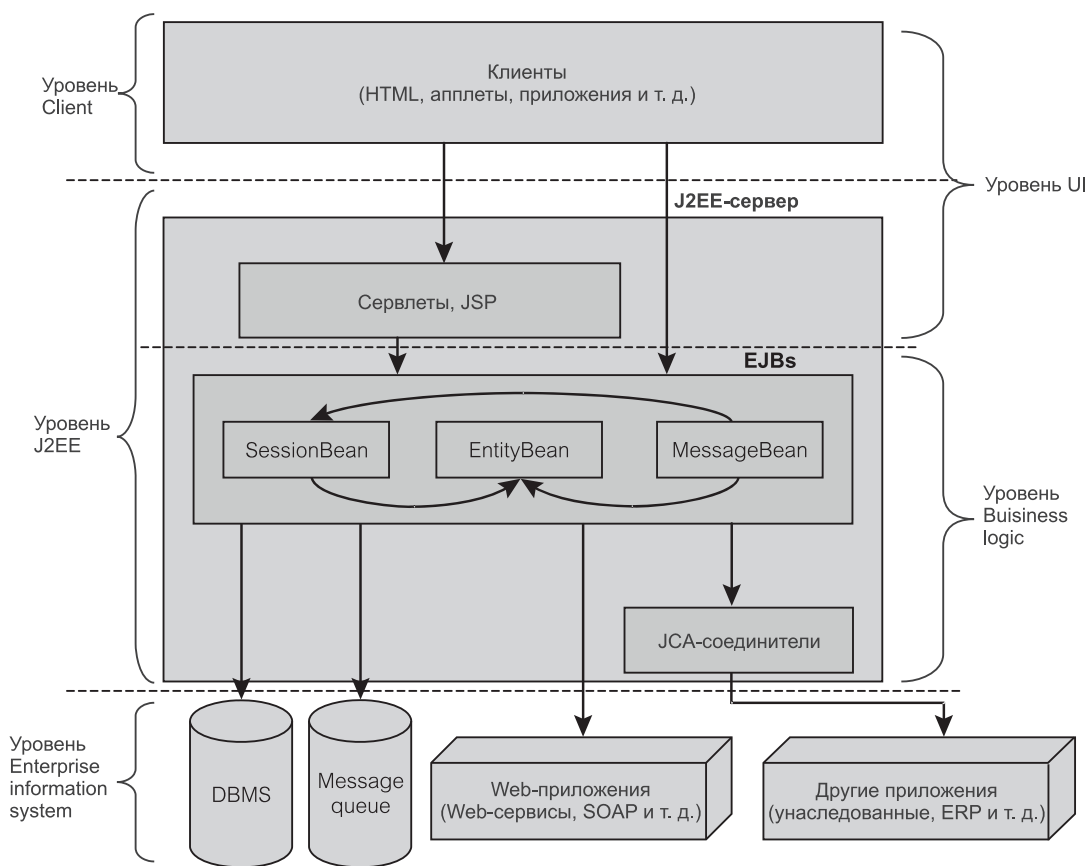 Уровень
Client
Клиенты
(HTML, апплеты, приложения и т. д.)
Уровень UI
J2EE-сервер
Сервлеты, JSP
EJBs
Уровень
J2EE
SessionBean
EntityBean
MessageBean
Уровень
Buisiness
logic
JCA-соединители
Уровень
Enterprise
information
system
DBMS
Message
queue
Web-приложения
(Web-сервисы, SOAP и т. д.)
Другие приложения
(унаследованные, ERP и т. д.)